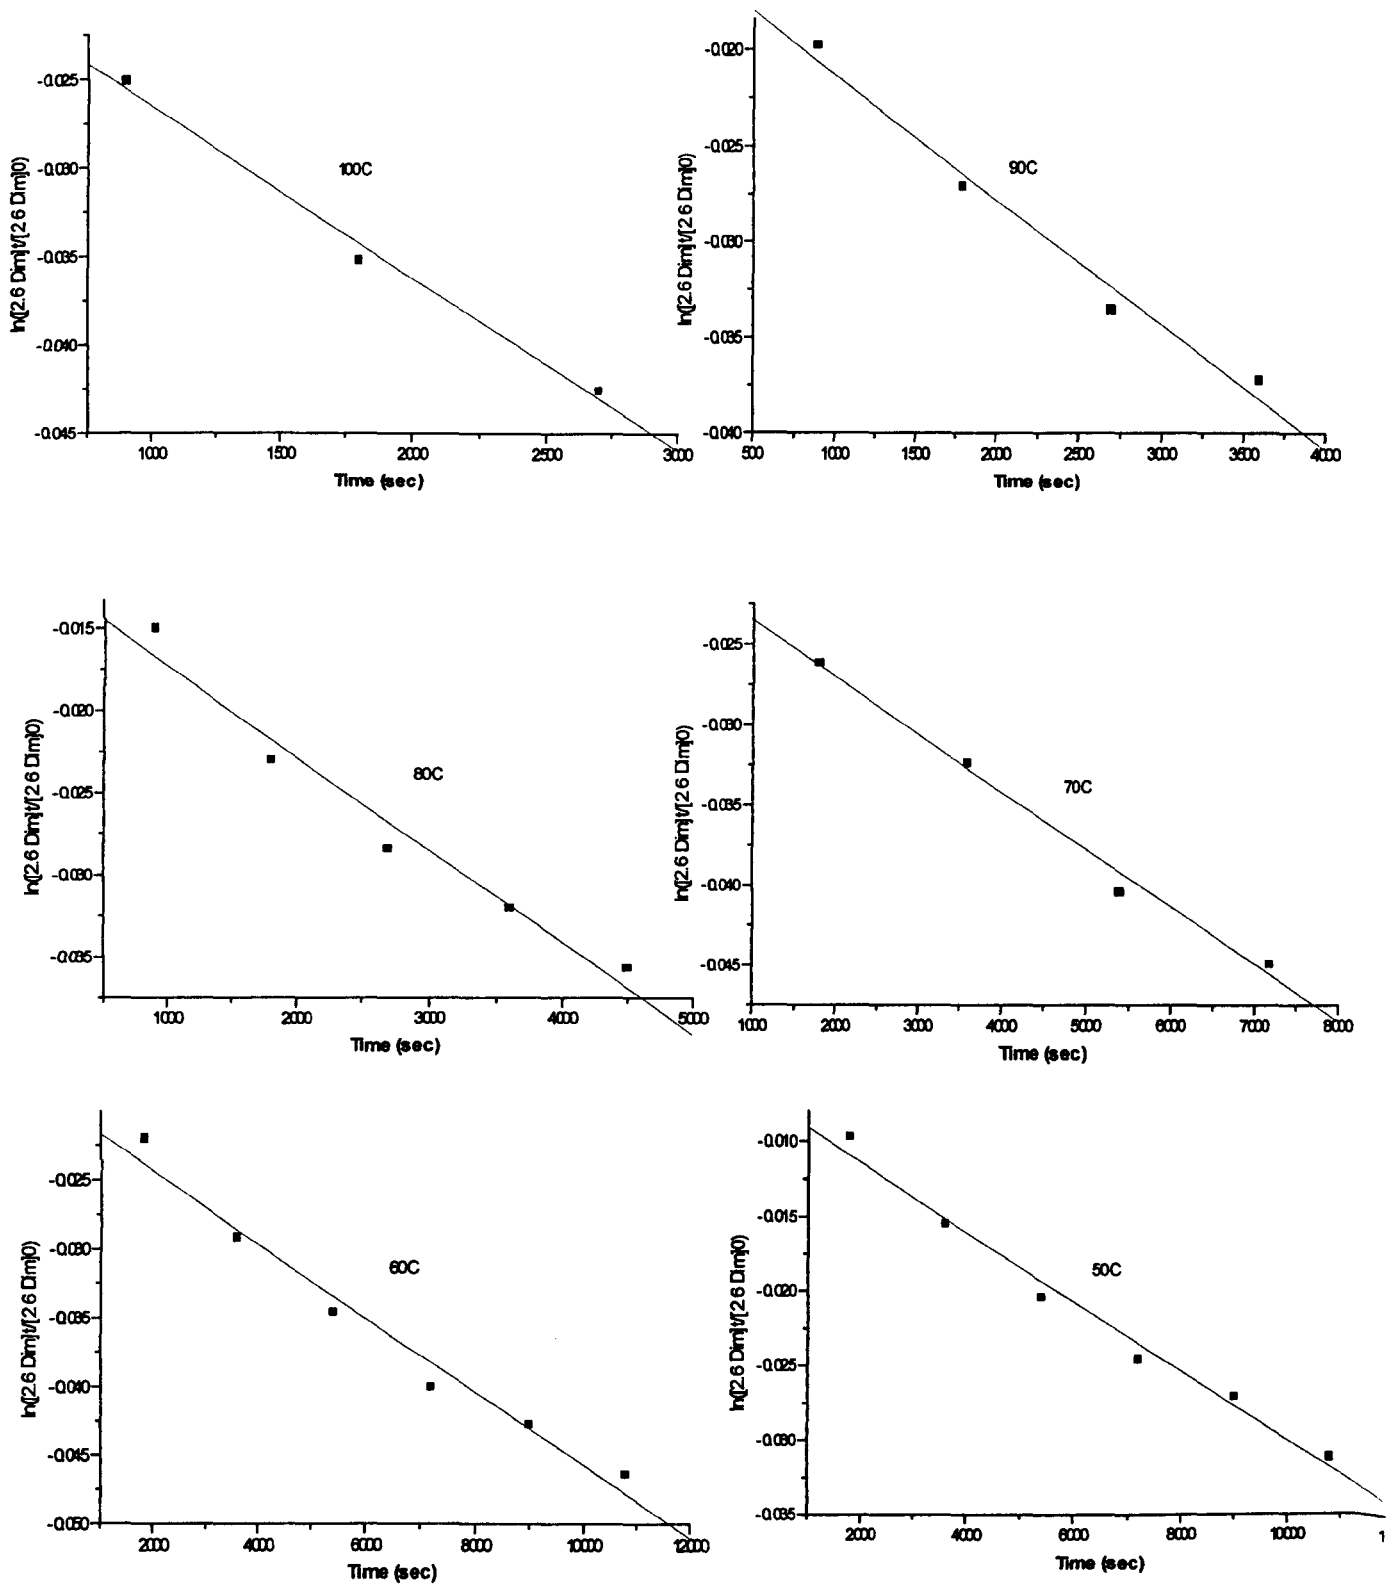 ln([2.6 Dim]t/[2.6 Dim]0)
-0.025
-0.030
-0.035
-0.040
-0.045
100C
1000 1500 2000 2500 3000
Time (sec)
ln([2.6 Dim]t/[2.6 Dim]0)
-0.020
-0.025
-0.030
-0.035
-0.040
90C
500 1000 1500 2000 2500 3000 3500 4000
Time (sec)
ln([2.6 Dim]t/[2.6 Dim]0)
-0.015
-0.020
-0.025
-0.030
-0.035
80C
1000 2000 3000 4000 5000
Time (sec)
ln([2.6 Dim]t/[2.6 Dim]0)
-0.025
-0.030
-0.035
-0.040
-0.045
70C
1000 2000 3000 4000 5000 6000 7000 8000
Time (sec)
ln([2.6 Dim]t/[2.6 Dim]0)
-0.025
-0.030
-0.035
-0.040
-0.045
-0.050
60C
2000 4000 6000 8000 10000 12000
Time (sec)
ln([2.6 Dim]t/[2.6 Dim]0)
-0.010
-0.015
-0.020
-0.025
-0.030
-0.035
50C
2000 4000 6000 8000 10000
Time (sec)